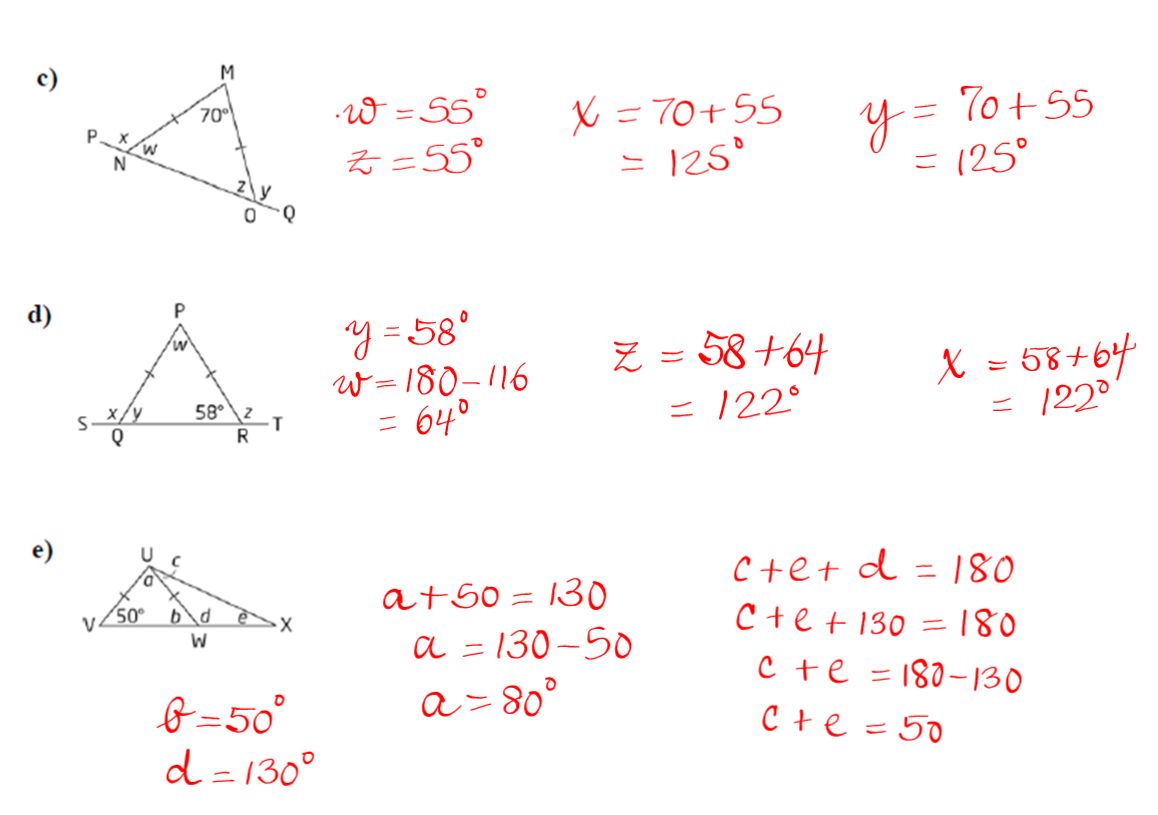 c)
M
70°
P x
N w
z y
O Q
·w = 55°
z = 55°
x = 70+55
= 125°
y = 70+55
= 125°
d)
P
w
S x y 58° z T
Q R
y = 58°
w = 180-116
= 64°
z = 58+64
= 122°
x = 58+64
= 122°
e)
U c
a
V 50° b d e X
W
b = 50°
d = 130°
a+50 = 130
a = 130-50
a = 80°
c+e+ d = 180
c+e+130 = 180
c +e = 180-130
c +e = 50